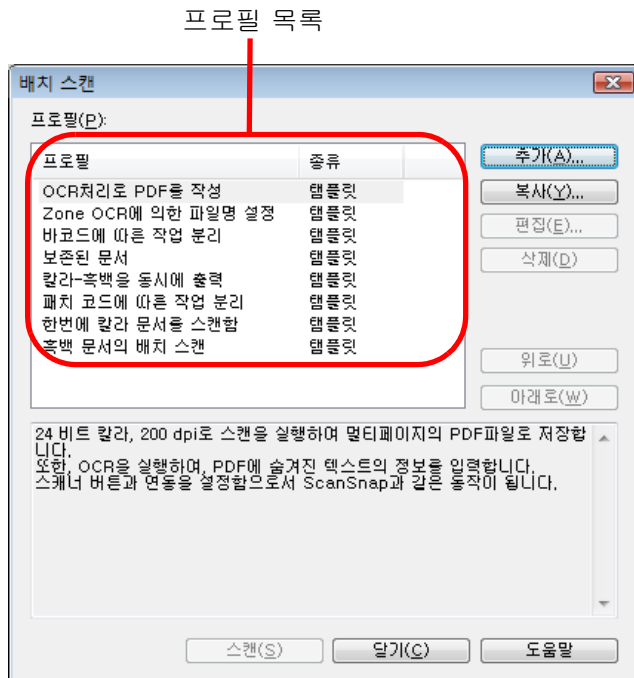 프로필 목록
배치 스캔
프로필(P):
프로필 종류
추가(A)...
OCR처리로 PDF를 작성 탬플릿
복사(Y)...
Zone OCR에 의한 파일명 설정 탬플릿
편집(E)...
바코드에 따른 작업 분리 탬플릿
보존된 문서 탬플릿
삭제(D)
칼라-흑백을 동시에 출력 탬플릿
패치 코드에 따른 작업 분리 탬플릿
한번에 칼라 문서를 스캔함 탬플릿
흑백 문서의 배치 스캔 탬플릿
위로(U)
아래로(W)
24 비트 칼라, 200 dpi로 스캔을 실행하여 멀티페이지의 PDF파일로 저장합
니다.
또한, OCR을 실행하여, PDF에 숨겨진 텍스트의 정보를 입력합니다.
스캐너 버튼과 연동을 설정함으로서 ScanSnap과 같은 동작이 됩니다.
스캔(S)
닫기(C)
도움말